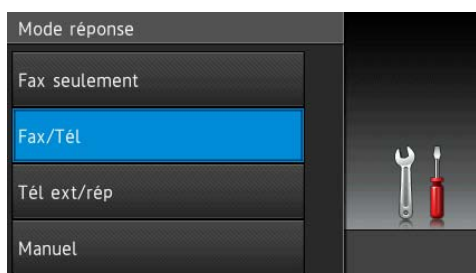 Mode réponse
Fax seulement
Fax/Tél
Tél ext/rép
Manuel